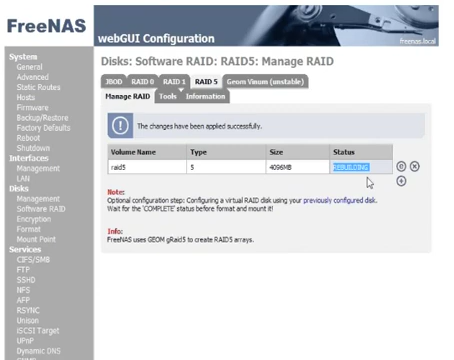 FreeNAS
webGUI Configuration
freenas.local
System
General
Advanced
Static Routes
Hosts
Firmware
Backup/Restore
Factory Defaults
Reboot
Shutdown
Interfaces
Management
LAN
Disks
Management
Software RAID
Encryption
Format
Mount Point
Services
CIFS/SMB
FTP
SSHD
NFS
AFP
RSYNC
Unison
iSCSI Target
UPnP
Dynamic DNS
Disks: Software RAID: RAID5: Manage RAID
JBOD RAID 0 RAID 1 RAID 5 Geom Vinum (unstable)
Manage RAID Tools Information
The changes have been applied successfully.
Volume Name Type Size Status
raid5 5 4096MB REBUILDING
Note:
Optional configuration step: Configuring a virtual RAID disk using your previously configured disk.
Wait for the 'COMPLETE' status before format and mount it!
Info:
FreeNAS uses GEOM gRaid5 to create RAID5 arrays.